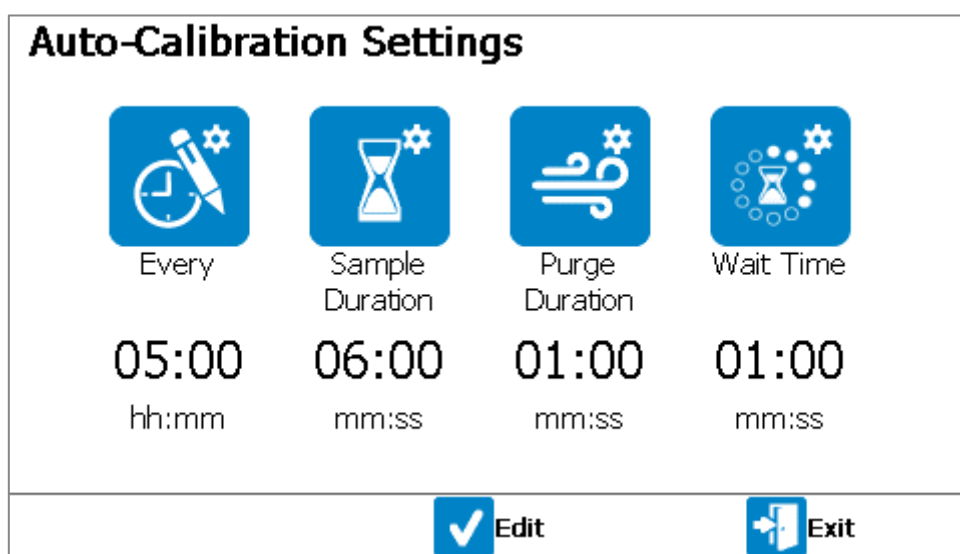 Auto-Calibration Settings
Every
Sample
Duration
Purge
Duration
Wait Time
05:00
06:00
01:00
01:00
hh:mm
mm:ss
mm:ss
mm:ss
Edit
Exit